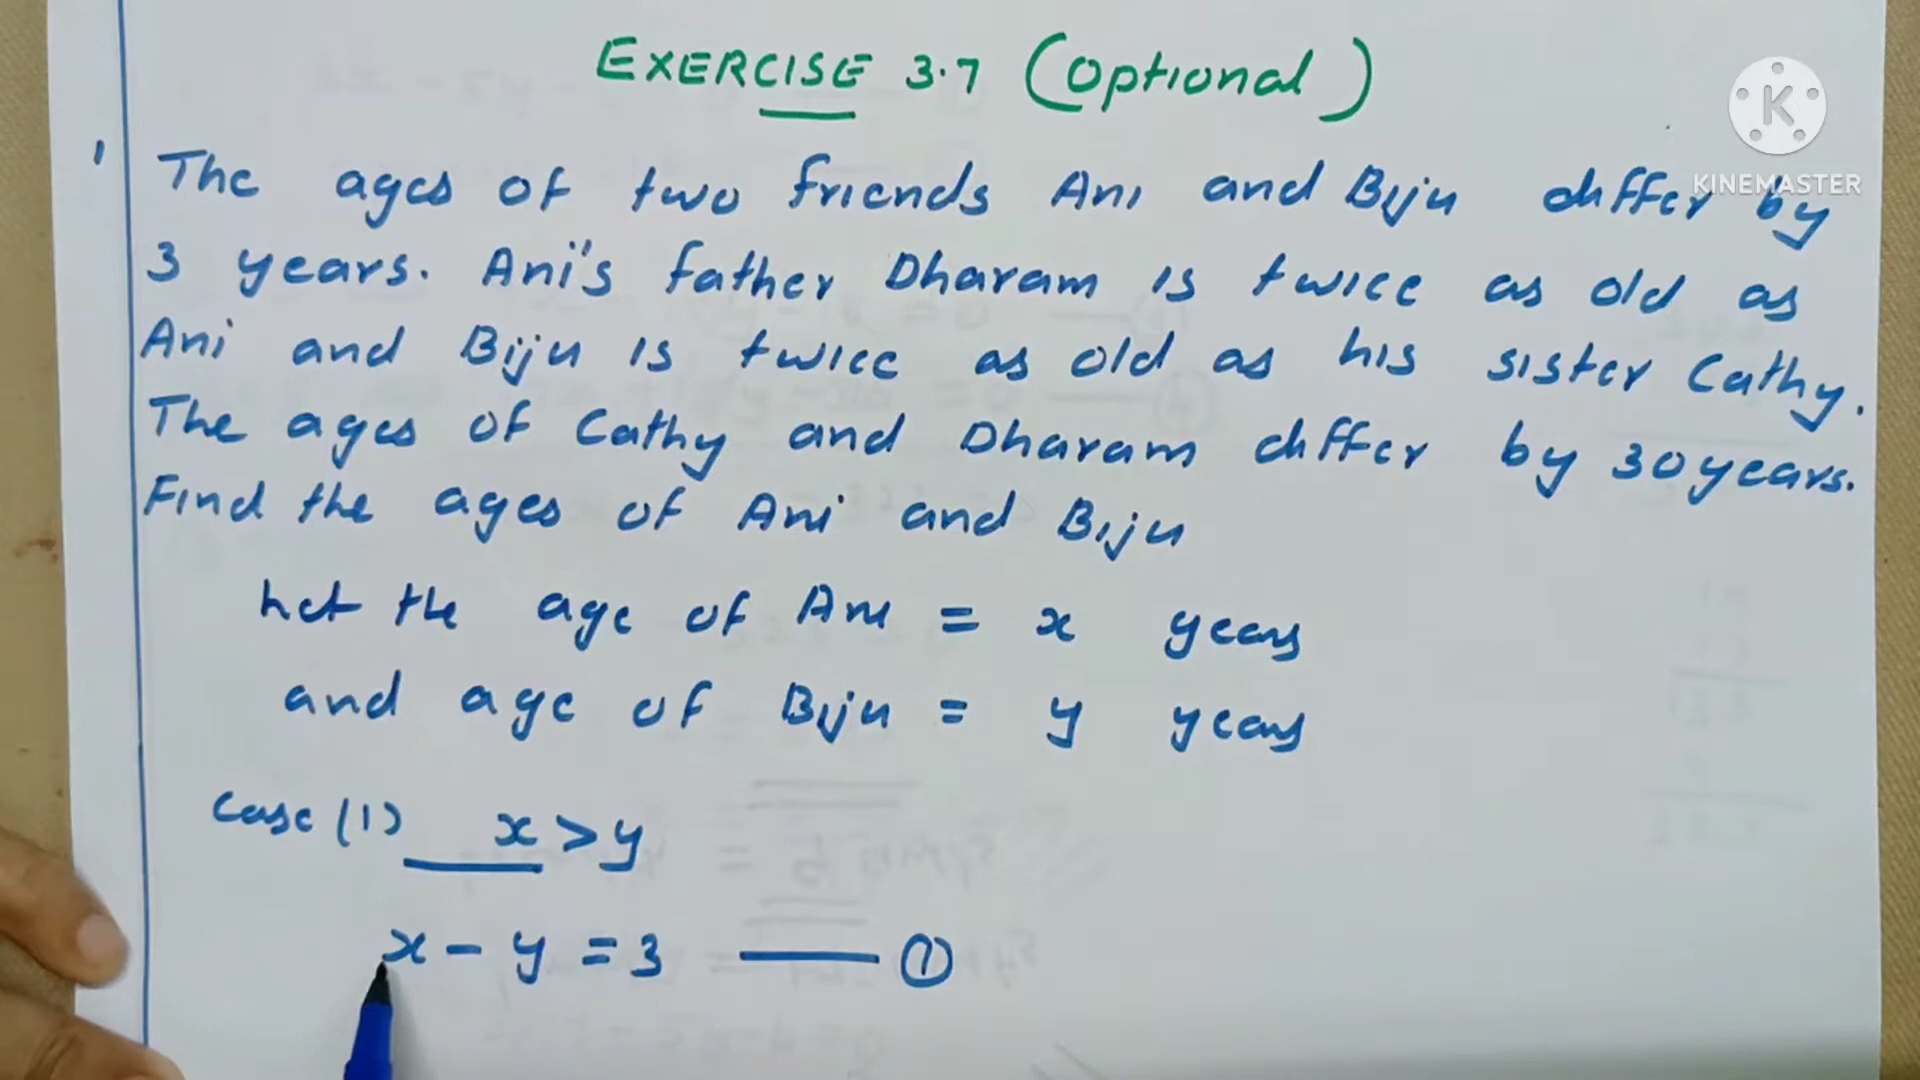 EXERCISE 3.7 (Optional)
K
KINEMASTER
1 The ages of two friends Ani and Biju differ by
3 years. Ani's father Dharam is twice as old as
Ani and Biju is twice as old as his sister Cathy.
The ages of Cathy and Dharam differ by 30 years.
Find the ages of Ani and Biju
Let the age of Ani = x years
and age of Biju = y years
Case (1) x > y
x - y = 3 —— ①